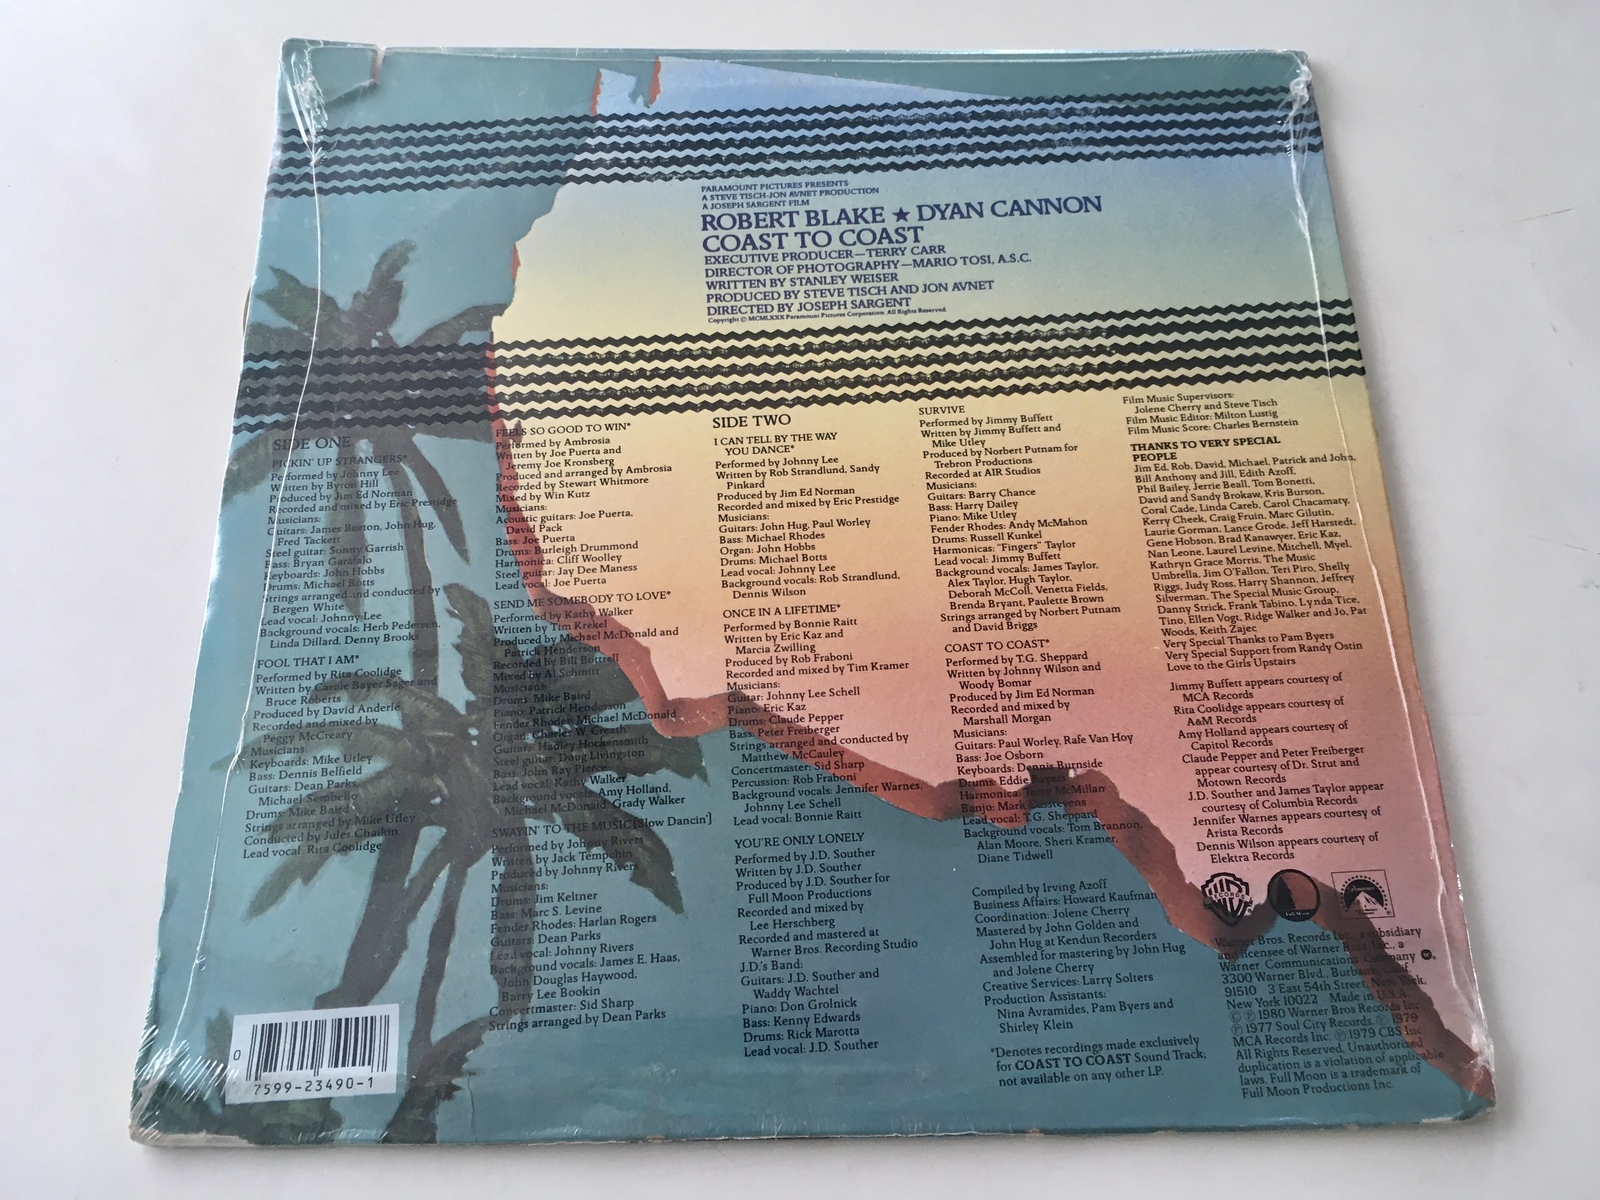 PARAMOUNT PICTURES PRESENTS
A STEVE TISCH-JON AVNET PRODUCTION
A JOSEPH SARGENT FILM
ROBERT BLAKE ★ DYAN CANNON
COAST TO COAST
EXECUTIVE PRODUCER—TERRY CARR
DIRECTOR OF PHOTOGRAPHY—MARIO TOSI, A.S.C.
WRITTEN BY STANLEY WEISER
PRODUCED BY STEVE TISCH AND JON AVNET
DIRECTED BY JOSEPH SARGENT
Copyright © MCMLXXX Paramount Pictures Corporation. All Rights Reserved.
SIDE ONE
PICKIN' UP STRANGERS*
Performed by Johnny Lee
Written by Byron Hill
Produced by Jim Ed Norman
Recorded and mixed by Eric Prestidge
Musicians:
Guitars: James Burton, John Hug,
Fred Tackett
Steel guitar: Sonny Garrish
Bass: Bryan Garafalo
Keyboards: John Hobbs
Drums: Michael Botts
Strings arranged and conducted by
Bergen White
Lead vocal: Johnny Lee
Background vocals: Herb Pedersen,
Linda Dillard, Denny Brooks
FOOL THAT I AM*
Performed by Rita Coolidge
Written by Carole Bayer Sager and
Bruce Roberts
Produced by David Anderle
Recorded and mixed by
Peggy McCreary
Musicians:
Keyboards: Mike Utley
Bass: Dennis Belfield
Guitars: Dean Parks,
Michael Sembello
Drums: Mike Baird
Strings arranged by Mike Utley
Conducted by Jules Chaikin
Lead vocal: Rita Coolidge
FEELS SO GOOD TO WIN*
Performed by Ambrosia
Written by Joe Puerta and
Jeremy Joe Kronsberg
Produced and arranged by Ambrosia
Recorded by Stewart Whitmore
Mixed by Win Kutz
Musicians:
Acoustic guitars: Joe Puerta,
David Pack
Bass: Joe Puerta
Drums: Burleigh Drummond
Harmonica: Cliff Woolley
Steel guitar: Jay Dee Maness
Lead vocal: Joe Puerta
SEND ME SOMEBODY TO LOVE*
Performed by Kathy Walker
Written by Tim Krekel
Produced by Michael McDonald and
Patrick Henderson
Recorded by Bill Bottrell
Mixed by Al Schmitt
Musicians:
Drums: Mike Baird
Piano: Patrick Henderson
Fender Rhodes: Michael McDonald
Organ: Charles W. Creath
Guitars: Hadley Hockensmith
Steel guitar: Doug Livingston
Bass: John Ray Pierce
Lead vocal: Kathy Walker
Background vocals: Amy Holland,
Michael McDonald, Grady Walker
SWAYIN' TO THE MUSIC [Slow Dancin']
Performed by Johnny Rivers
Written by Jack Tempchin
Produced by Johnny Rivers
Musicians:
Drums: Jim Keltner
Bass: Marc S. Levine
Fender Rhodes: Harlan Rogers
Guitars: Dean Parks
Lead vocal: Johnny Rivers
Background vocals: James E. Haas,
John Douglas Haywood,
Barry Lee Bookin
Concertmaster: Sid Sharp
Strings arranged by Dean Parks
SIDE TWO
I CAN TELL BY THE WAY
YOU DANCE*
Performed by Johnny Lee
Written by Rob Strandlund, Sandy
Pinkard
Produced by Jim Ed Norman
Recorded and mixed by Eric Prestidge
Musicians:
Guitars: John Hug, Paul Worley
Bass: Michael Rhodes
Organ: John Hobbs
Drums: Michael Botts
Lead vocal: Johnny Lee
Background vocals: Rob Strandlund,
Dennis Wilson
ONCE IN A LIFETIME*
Performed by Bonnie Raitt
Written by Eric Kaz and
Marcia Zwilling
Produced by Rob Fraboni
Recorded and mixed by Tim Kramer
Musicians:
Guitar: Johnny Lee Schell
Piano: Eric Kaz
Drums: Claude Pepper
Bass: Peter Freiberger
Strings arranged and conducted by
Matthew McCauley
Concertmaster: Sid Sharp
Percussion: Rob Fraboni
Background vocals: Jennifer Warnes,
Johnny Lee Schell
Lead vocal: Bonnie Raitt
YOU'RE ONLY LONELY
Performed by J.D. Souther
Written by J.D. Souther
Produced by J.D. Souther for
Full Moon Productions
Recorded and mixed by
Lee Herschberg
Recorded and mastered at
Warner Bros. Recording Studio
J.D.'s Band:
Guitars: J.D. Souther and
Waddy Wachtel
Piano: Don Grolnick
Bass: Kenny Edwards
Drums: Rick Marotta
Lead vocal: J.D. Souther
SURVIVE
Performed by Jimmy Buffett
Written by Jimmy Buffett and
Mike Utley
Produced by Norbert Putnam for
Trebron Productions
Recorded at AIR Studios
Musicians:
Guitars: Barry Chance
Bass: Harry Dailey
Piano: Mike Utley
Fender Rhodes: Andy McMahon
Drums: Russell Kunkel
Harmonicas: "Fingers" Taylor
Lead vocal: Jimmy Buffett
Background vocals: James Taylor,
Alex Taylor, Hugh Taylor,
Deborah McColl, Venetta Fields,
Brenda Bryant, Paulette Brown
Strings arranged by Norbert Putnam
and David Briggs
COAST TO COAST*
Performed by T.G. Sheppard
Written by Johnny Wilson and
Woody Bomar
Produced by Jim Ed Norman
Recorded and mixed by
Marshall Morgan
Musicians:
Guitars: Paul Worley, Rafe Van Hoy
Bass: Joe Osborn
Keyboards: Dennis Burnside
Drums: Eddie Bayers
Harmonica: Terry McMillan
Banjo: Mark Casstevens
Lead vocal: T.G. Sheppard
Background vocals: Tom Brannon,
Alan Moore, Sheri Kramer,
Diane Tidwell
Compiled by Irving Azoff
Business Affairs: Howard Kaufman
Coordination: Jolene Cherry
Mastered by John Golden and
John Hug at Kendun Recorders
Assembled for mastering by John Hug
and Jolene Cherry
Creative Services: Larry Solters
Production Assistants:
Nina Avramides, Pam Byers and
Shirley Klein
*Denotes recordings made exclusively
for COAST TO COAST Sound Track;
not available on any other LP.
Film Music Supervisors:
Jolene Cherry and Steve Tisch
Film Music Editor: Milton Lustig
Film Music Score: Charles Bernstein
THANKS TO VERY SPECIAL
PEOPLE
Jim Ed, Rob, David, Michael, Patrick and John,
Bill Anthony and Jill, Edith Azoff,
Phil Bailey, Jerrie Beall, Tom Bonetti,
David and Sandy Brokaw, Kris Burson,
Coral Cade, Linda Careb, Carol Chacamaty,
Kerry Cheek, Craig Fruin, Marc Gilutin,
Laurie Gorman, Lance Grode, Jeff Harstedt,
Gene Hobson, Brad Kanawyer, Eric Kaz,
Nan Leone, Laurel Levine, Mitchell, Myel,
Kathryn Grace Morris, The Music
Umbrella, Jim O'Fallon, Teri Piro, Shelly
Riggs, Judy Ross, Harry Shannon, Jeffrey
Silverman, The Special Music Group,
Danny Strick, Frank Tabino, Lynda Tice,
Tino, Ellen Vogt, Ridge Walker and Jo, Pat
Woods, Keith Zajec
Very Special Thanks to Pam Byers
Very Special Support from Randy Ostin
Love to the Girls Upstairs
Jimmy Buffett appears courtesy of
MCA Records
Rita Coolidge appears courtesy of
A&M Records
Amy Holland appears courtesy of
Capitol Records
Claude Pepper and Peter Freiberger
appear courtesy of Dr. Strut and
Motown Records
J.D. Souther and James Taylor appear
courtesy of Columbia Records
Jennifer Warnes appears courtesy of
Arista Records
Dennis Wilson appears courtesy of
Elektra Records
RECORDS
Full Moon
Paramount
Warner Bros. Records Inc., a subsidiary
and licensee of Warner Bros. Inc., a
Warner Communications Company
3300 Warner Blvd., Burbank, Calif.
91510 3 East 54th Street, New York,
New York 10022 Made in U.S.A.
© ℗ 1980 Warner Bros Records Inc.
℗ 1977 Soul City Records. ℗ 1979
MCA Records Inc. ℗ 1979 CBS Inc.
All Rights Reserved. Unauthorized
duplication is a violation of applicable
laws. Full Moon is a trademark of
Full Moon Productions Inc.
0 7599-23490-1